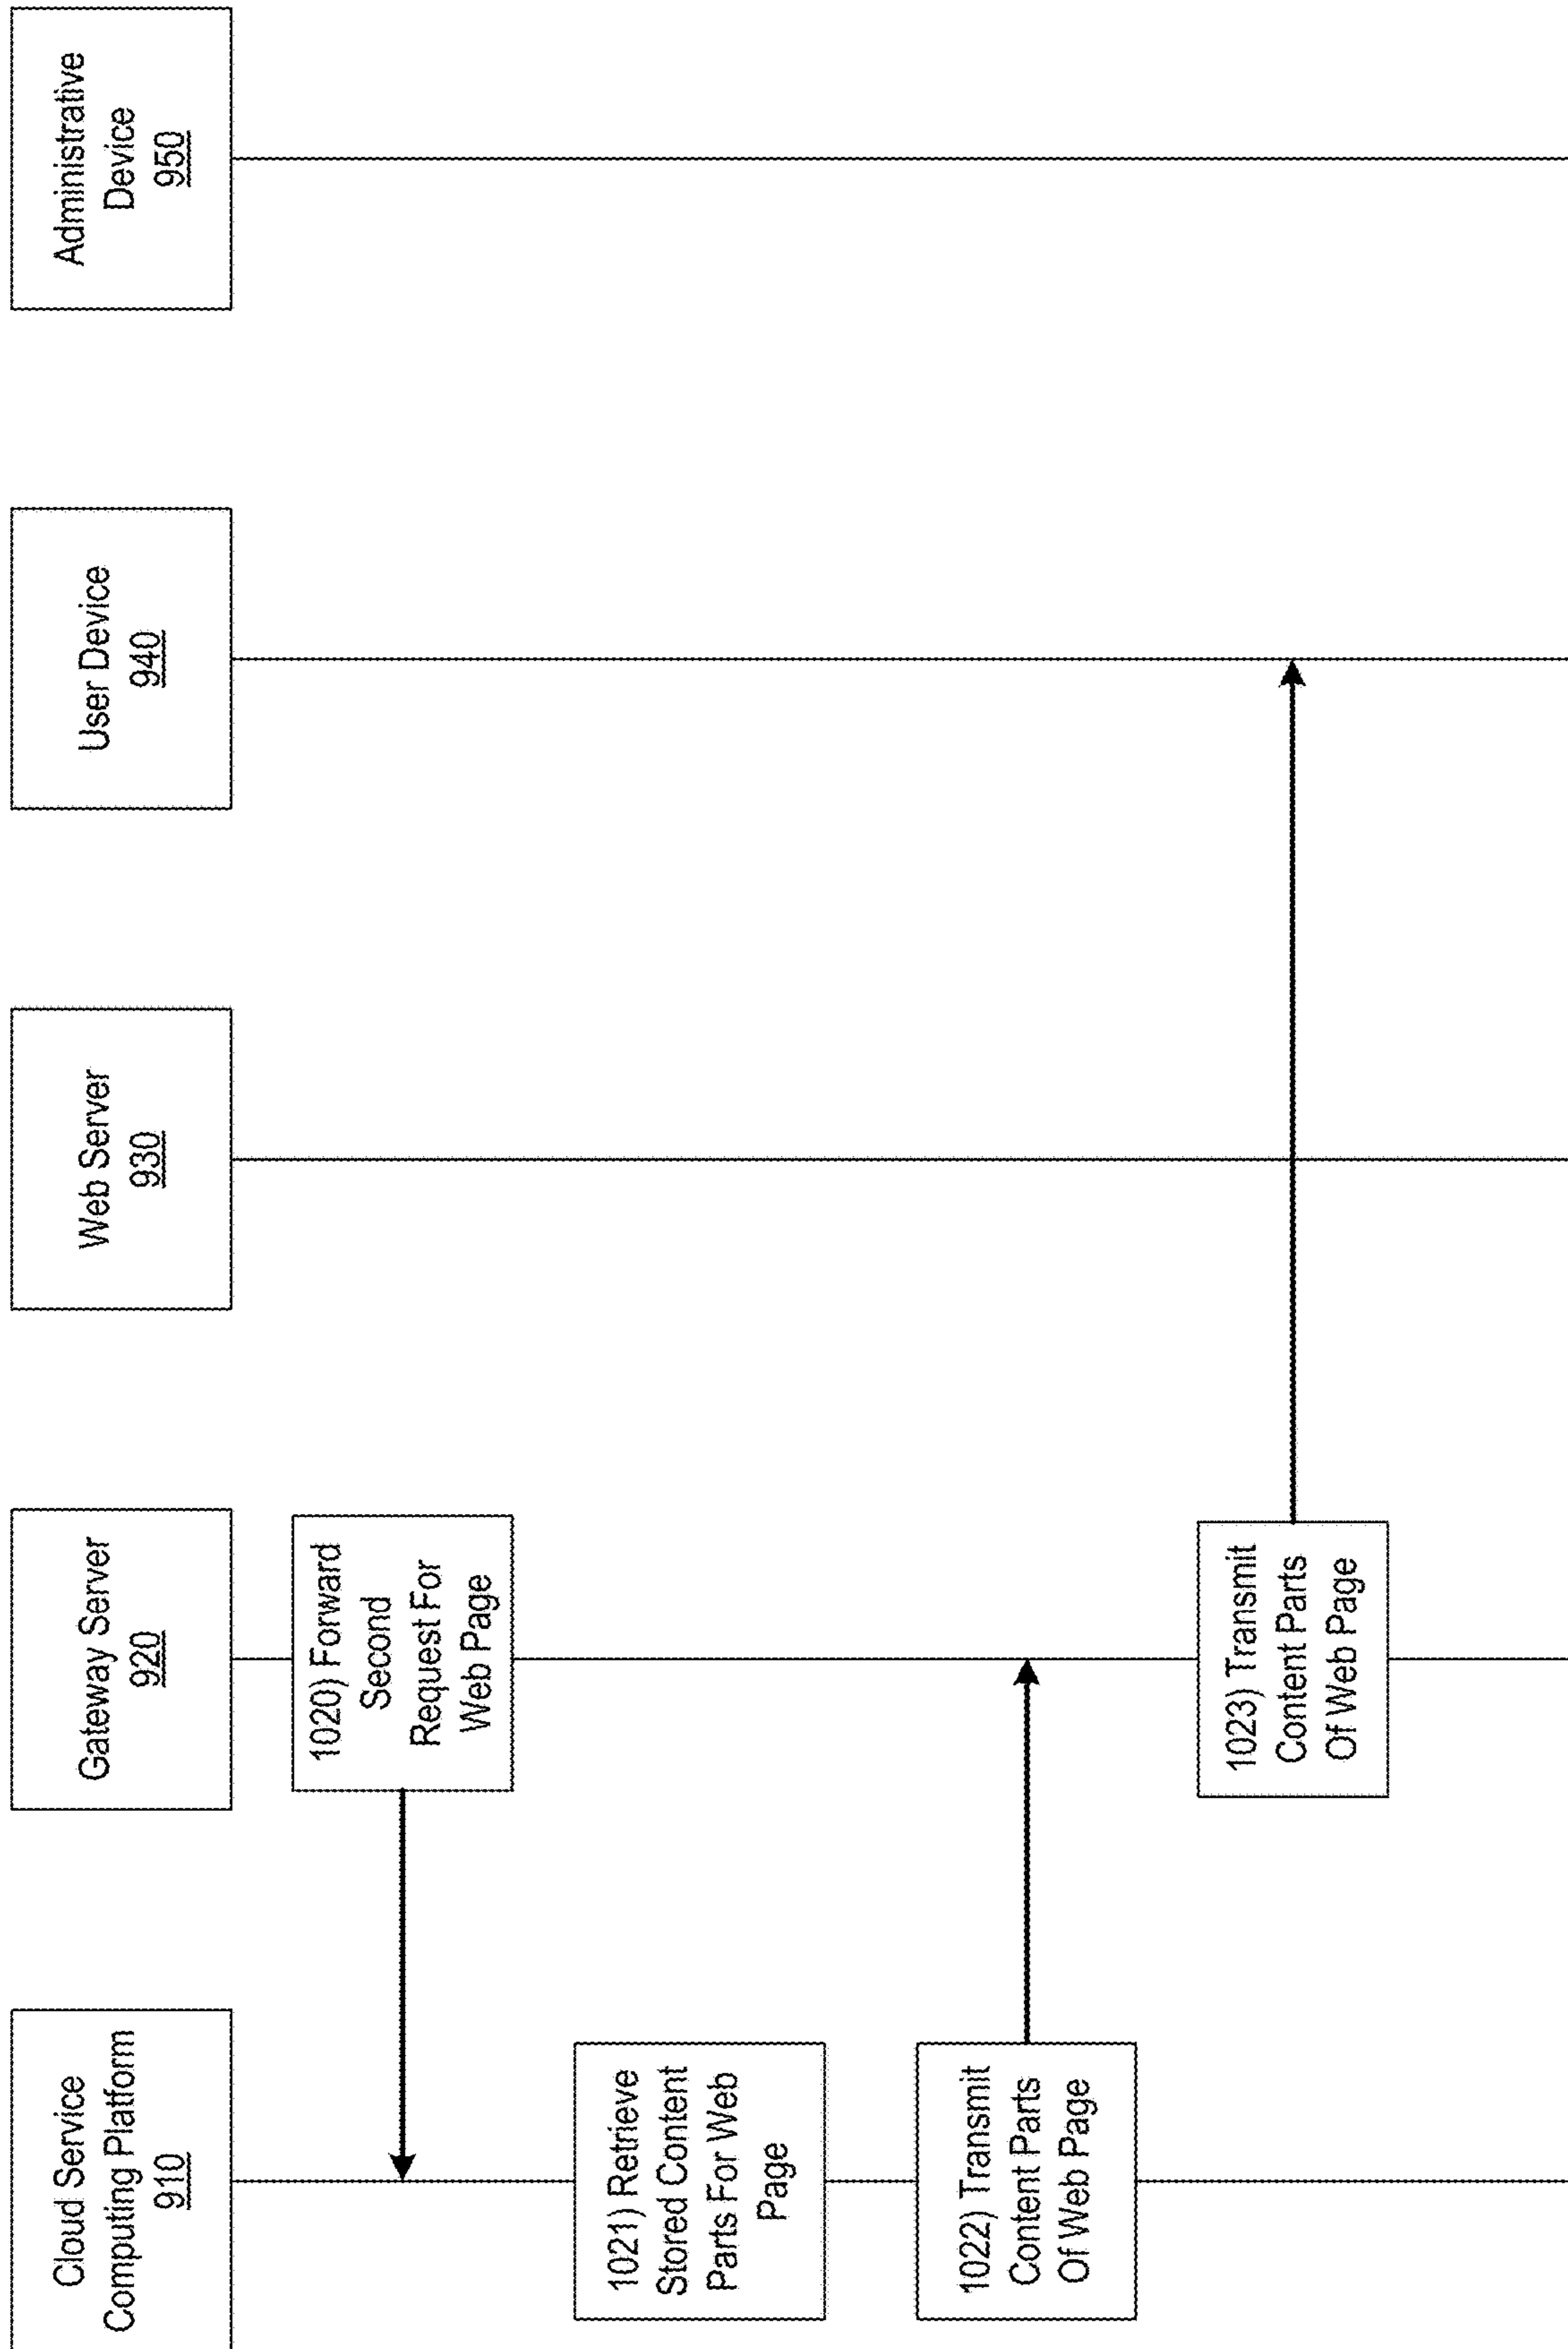 Cloud Service
Computing Platform
910
Gateway Server
920
Web Server
930
User Device
940
Administrative
Device
950
1020) Forward
Second
Request For
Web Page
1021) Retrieve
Stored Content
Parts For Web
Page
1022) Transmit
Content Parts
Of Web Page
1023) Transmit
Content Parts
Of Web Page